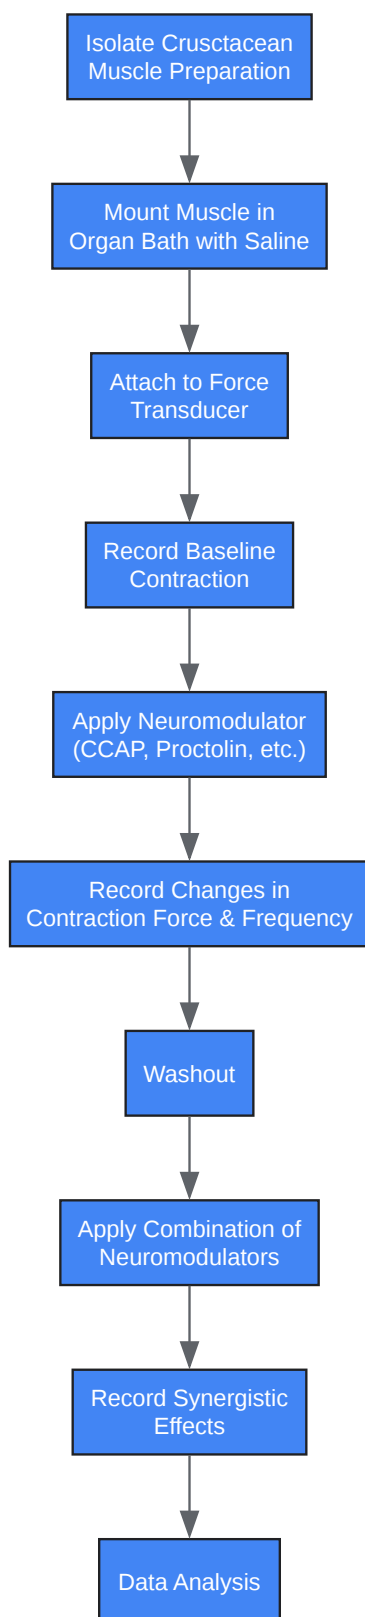 Isolate Crusctacean
Muscle Preparation
Mount Muscle in
Organ Bath with Saline
Attach to Force
Transducer
Record Baseline
Contraction
Apply Neuromodulator
(CCAP, Proctolin, etc.)
Record Changes in
Contraction Force & Frequency
Washout
Apply Combination of
Neuromodulators
Record Synergistic
Effects
Data Analysis